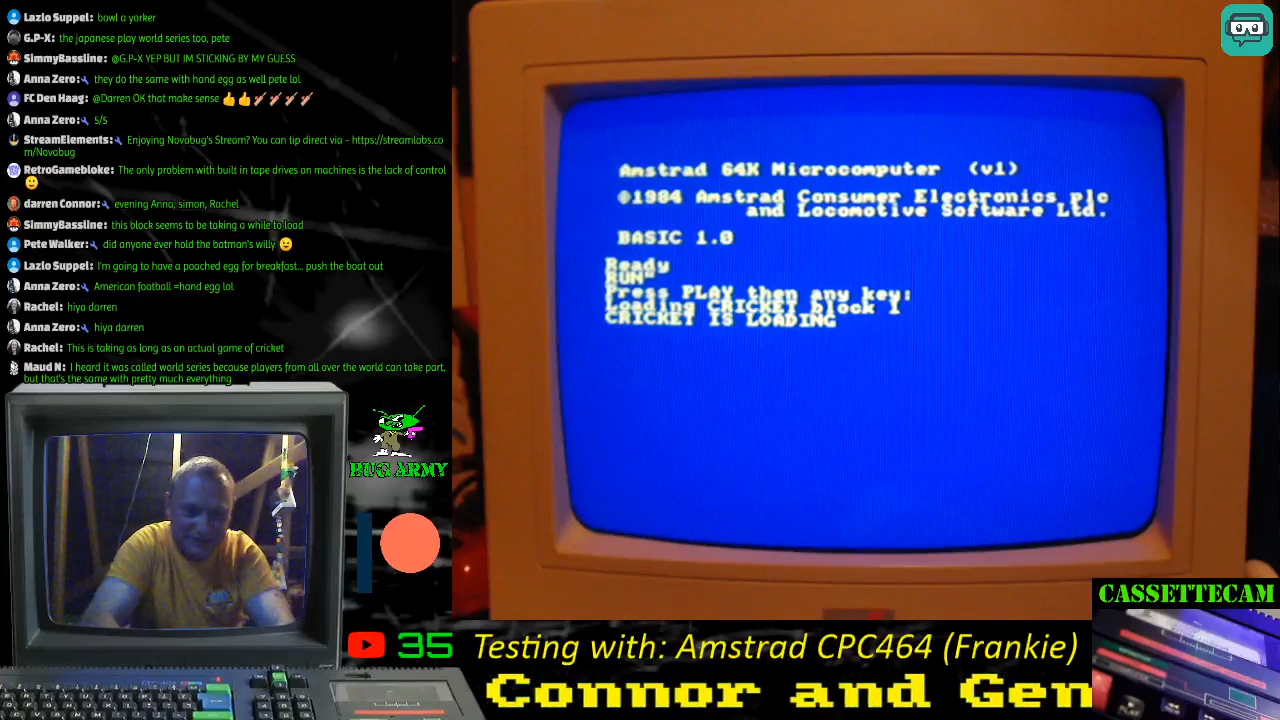 Lazlo Suppel: bowl a yorker
G.P-X: the japanese play world series too, pete
SimmyBassline: @G.P-X YEP BUT IM STICKING BY MY GUESS
Anna Zero: they do the same with hand egg as well pete lol
FC Den Haag: @Darren OK that make sense
Anna Zero: 5/5
StreamElements: Enjoying Novabug's Stream? You can tip direct via - https://streamlabs.co
m/Novabug
RetroGamebloke: The only problem with built in tape drives on machines is the lack of control
darren Connor: evening Anna, simon, Rachel
SimmyBassline: this block seems to be taking a while to load
Pete Walker: did anyone ever hold the batman's willy
Lazlo Suppel: I'm going to have a poached egg for breakfast... push the boat out
Anna Zero: American football =hand egg lol
Rachel: hiya darren
Anna Zero: hiya darren
Rachel: This is taking as long as an actual game of cricket
Maud N: I heard it was called world series because players from all over the world can take part,
but that's the same with pretty much everything
Amstrad 64K Microcomputer (v1)
©1984 Amstrad Consumer Electronics plc
and Locomotive Software Ltd.
BASIC 1.0
Ready
RUN"
Press PLAY then any key:
Loading CRICKET block 1
CRICKET IS LOADING
BUG ARMY
CASSETTECAM
35
Testing with: Amstrad CPC464 (Frankie)
Connor and Gen